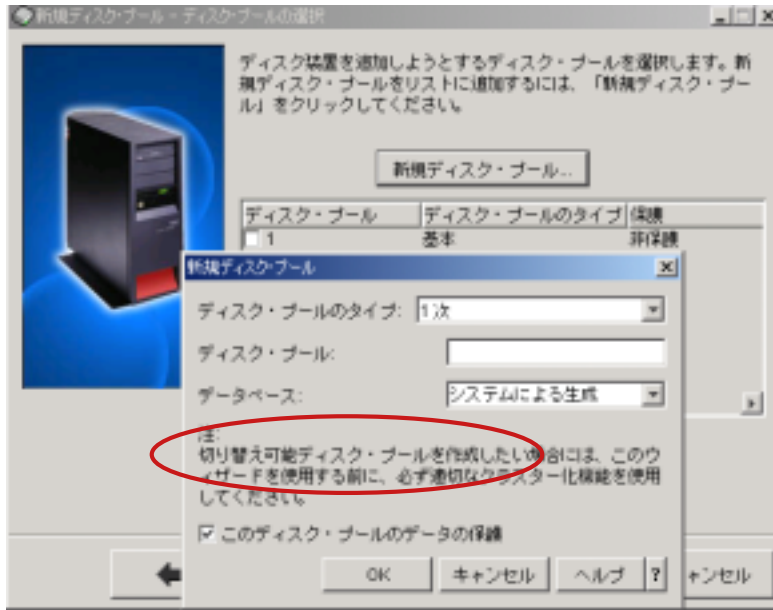 新規ディスク・プール - ディスク・プールの選択
ディスク装置を追加しようとするディスク・プールを選択します。新
規ディスク・プールをリストに追加するには、「新規ディスク・プー
ル」をクリックしてください。
新規ディスク・プール...
ディスク・プール ディスク・プールのタイプ 保護
1 基本 非保護
新規ディスク・プール
ディスク・プールのタイプ: 1次
ディスク・プール:
データベース: システムによる生成
注:
切り替え可能ディスク・プールを作成したい場合には、このウ
ィザードを使用する前に、必ず適切なクラスター化機能を使用
してください。
このディスク・プールのデータの保護
OK キャンセル ヘルプ ?
ャンセル